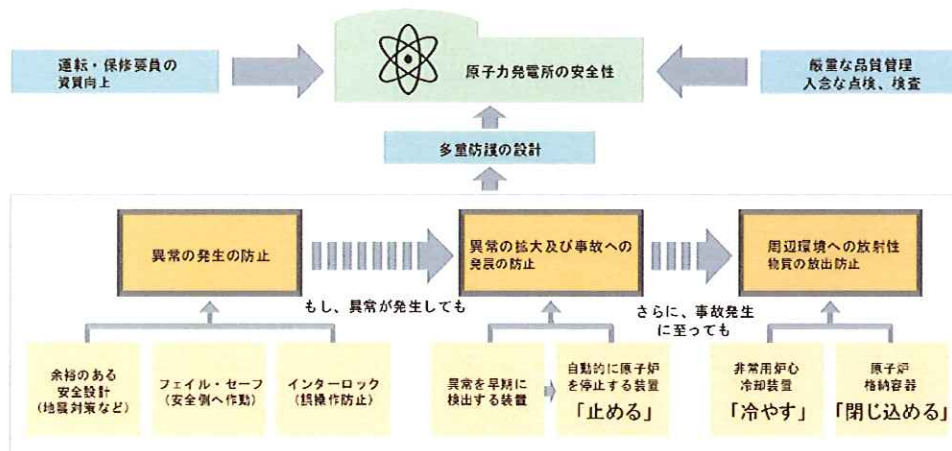 運転・保修要員の
資質向上
原子力発電所の安全性
厳重な品質管理
入念な点検、検査
多重防護の設計
異常の発生の防止
異常の拡大及び事故への
発展の防止
周辺環境への放射性
物質の放出防止
もし、異常が発生しても
さらに、事故発生
に至っても
余裕のある
安全設計
(地震対策など)
フェイル・セーフ
(安全側へ作動)
インターロック
(誤操作防止)
異常を早期に
検出する装置
自動的に原子炉
を停止する装置
「止める」
非常用炉心
冷却装置
「冷やす」
原子炉
格納容器
「閉じ込める」